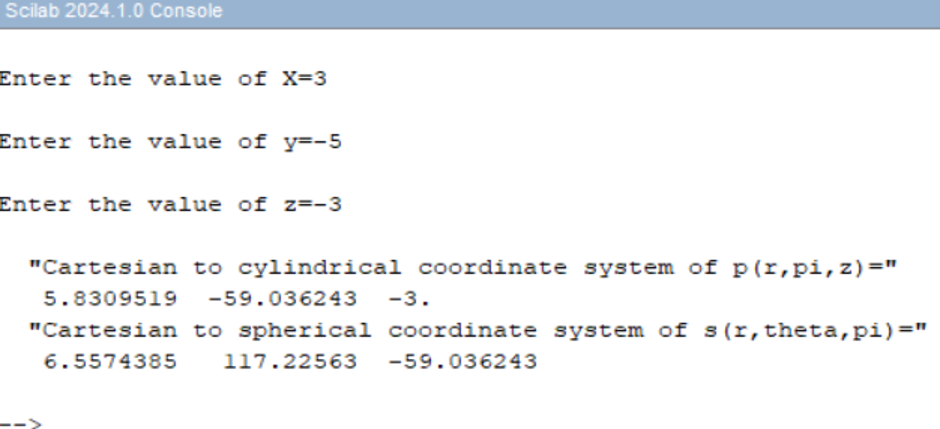 Scilab 2024.1.0 Console
Enter the value of X=3
Enter the value of y=-5
Enter the value of z=-3
"Cartesian to cylindrical coordinate system of p(r,pi,z)="
5.8309519  -59.036243  -3.
"Cartesian to spherical coordinate system of s(r,theta,pi)="
6.5574385   117.22563  -59.036243
-->